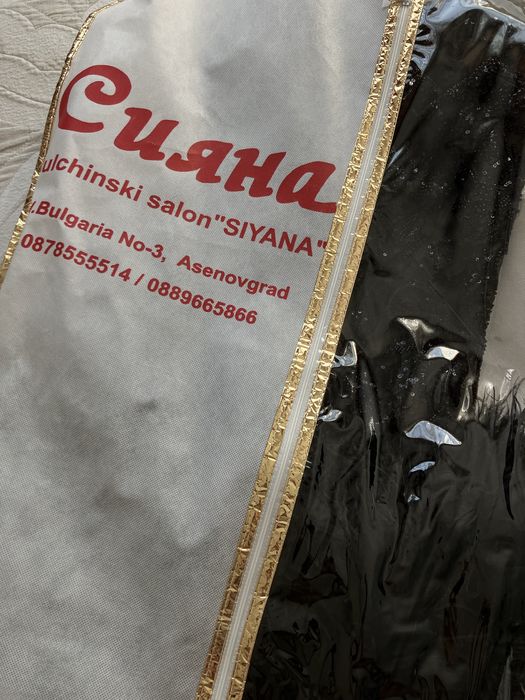 Сияна
ulchinski salon "SIYANA"
.Bulgaria No-3, Asenovgrad
0878555514 / 0889665866